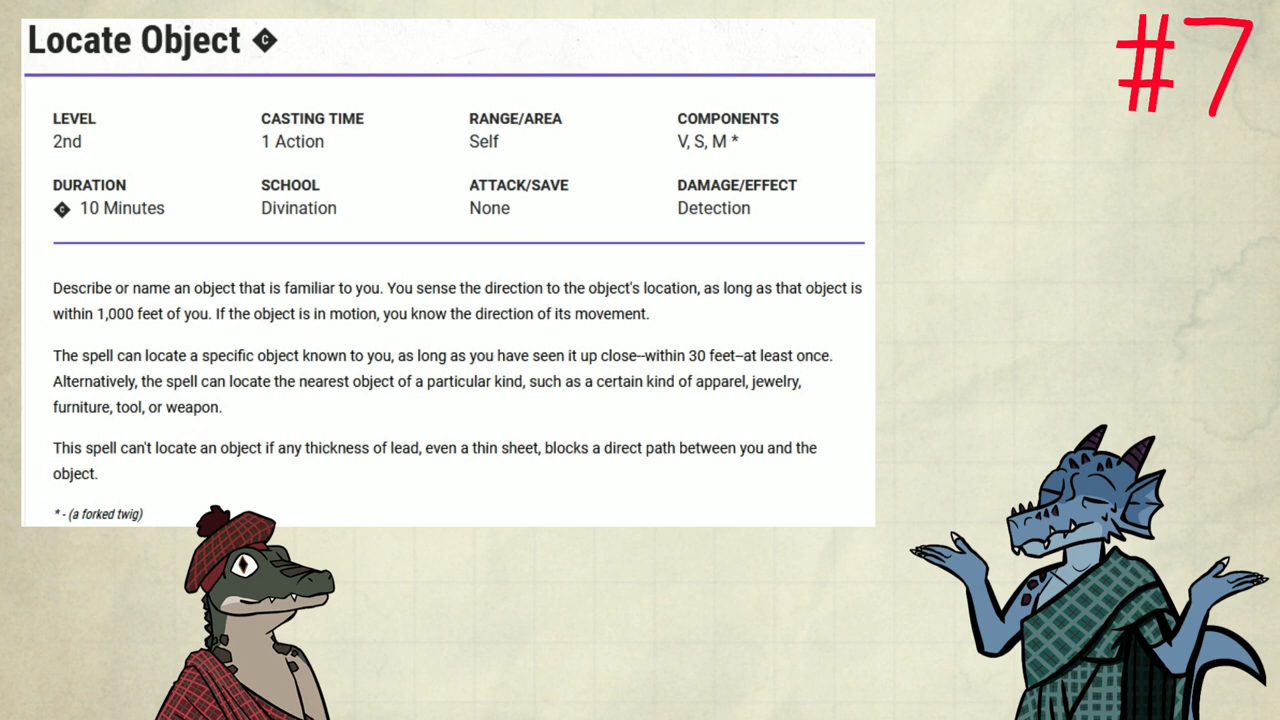 Locate Object
#7
LEVEL CASTING TIME RANGE/AREA COMPONENTS
2nd 1 Action Self V, S, M *
DURATION SCHOOL ATTACK/SAVE DAMAGE/EFFECT
10 Minutes Divination None Detection
Describe or name an object that is familiar to you. You sense the direction to the object's location, as long as that object is
within 1,000 feet of you. If the object is in motion, you know the direction of its movement.
The spell can locate a specific object known to you, as long as you have seen it up close--within 30 feet--at least once.
Alternatively, the spell can locate the nearest object of a particular kind, such as a certain kind of apparel, jewelry,
furniture, tool, or weapon.
This spell can't locate an object if any thickness of lead, even a thin sheet, blocks a direct path between you and the
object.
* - (a forked twig)